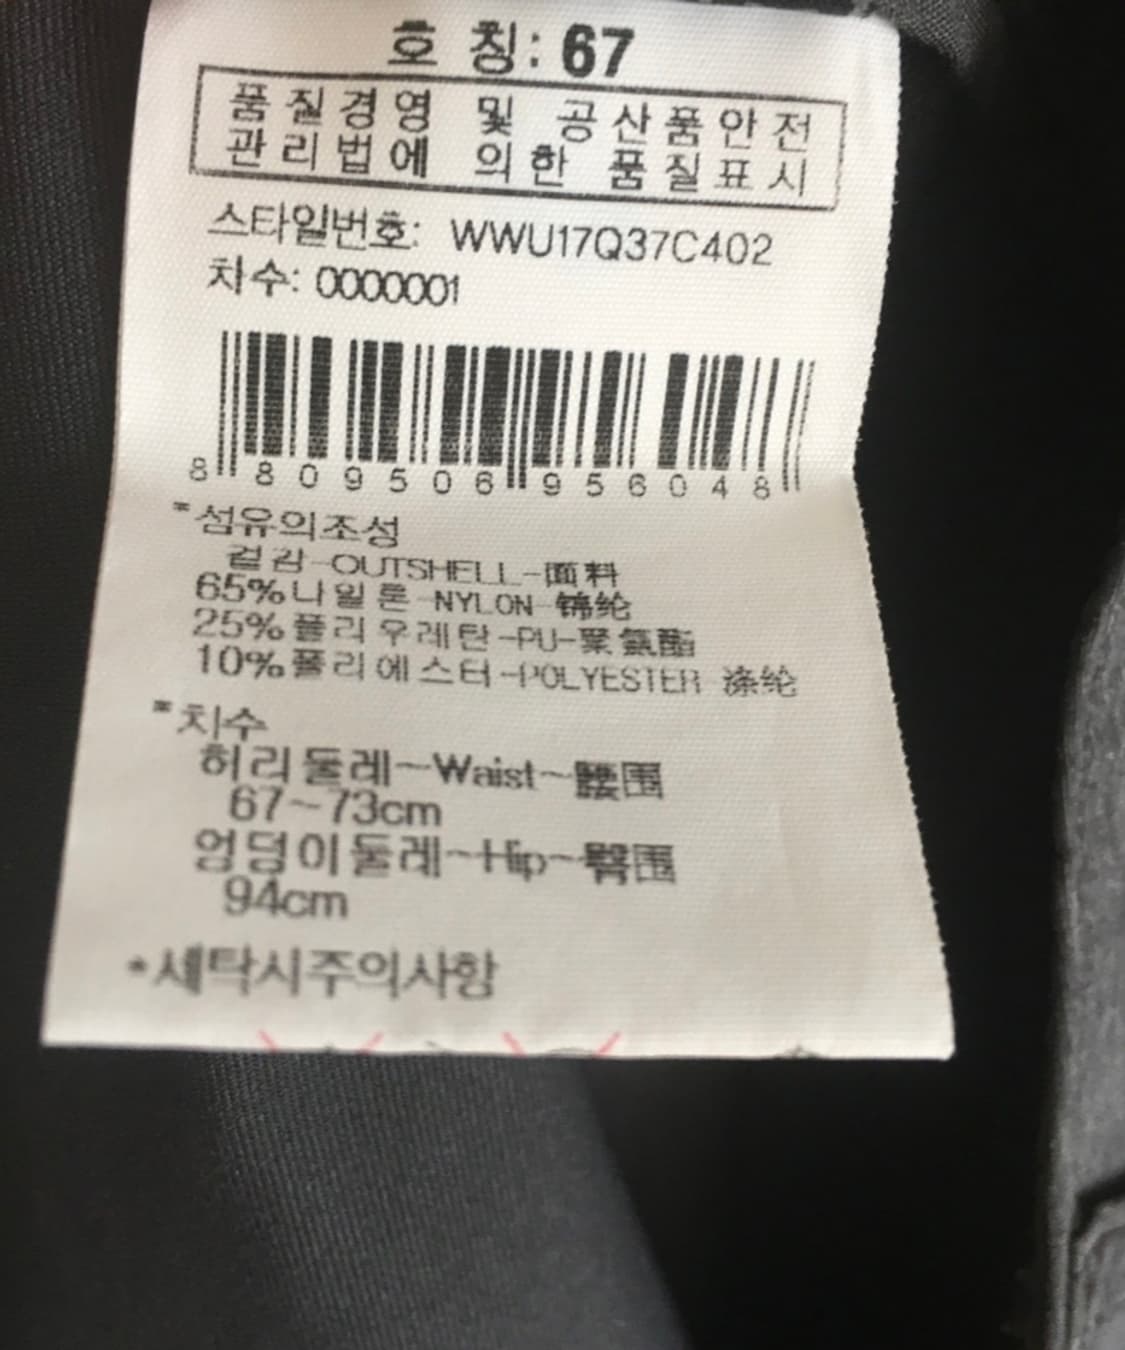 호 칭: 67
품질경영 및 공산품안전
관리법에 의한 품질표시
스타일번호: WWU17Q37C402
치수: 0000001
8 809506 956048
*섬유의조성
겉감-OUTSHELL-面料
65%나일론-NYLON-锦纶
25%폴리우레탄-PU-聚氨酯
10%폴리에스터-POLYESTER 涤纶
*치수
허리둘레~Waist~腰围
67~73cm
엉덩이둘레~Hip~臀围
94cm
*세탁시주의사항